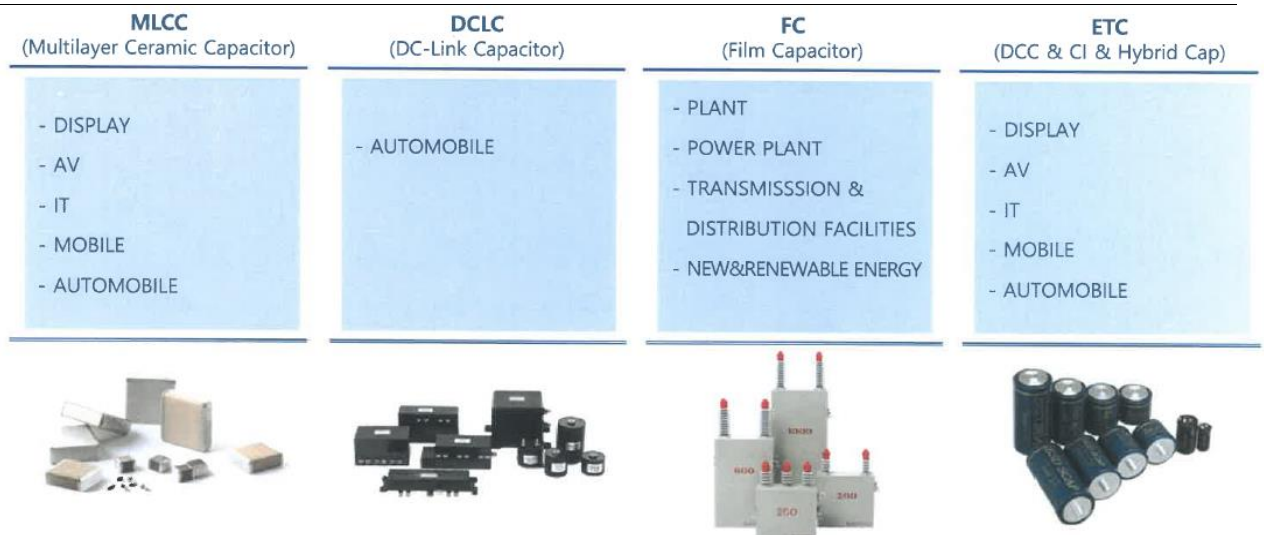 MLCC
(Multilayer Ceramic Capacitor)
- DISPLAY
- AV
- IT
- MOBILE
- AUTOMOBILE
DCLC
(DC-Link Capacitor)
- AUTOMOBILE
FC
(Film Capacitor)
- PLANT
- POWER PLANT
- TRANSMISSSION &
DISTRIBUTION FACILITIES
- NEW&RENEWABLE ENERGY
600
200
200
ETC
(DCC & CI & Hybrid Cap)
- DISPLAY
- AV
- IT
- MOBILE
- AUTOMOBILE